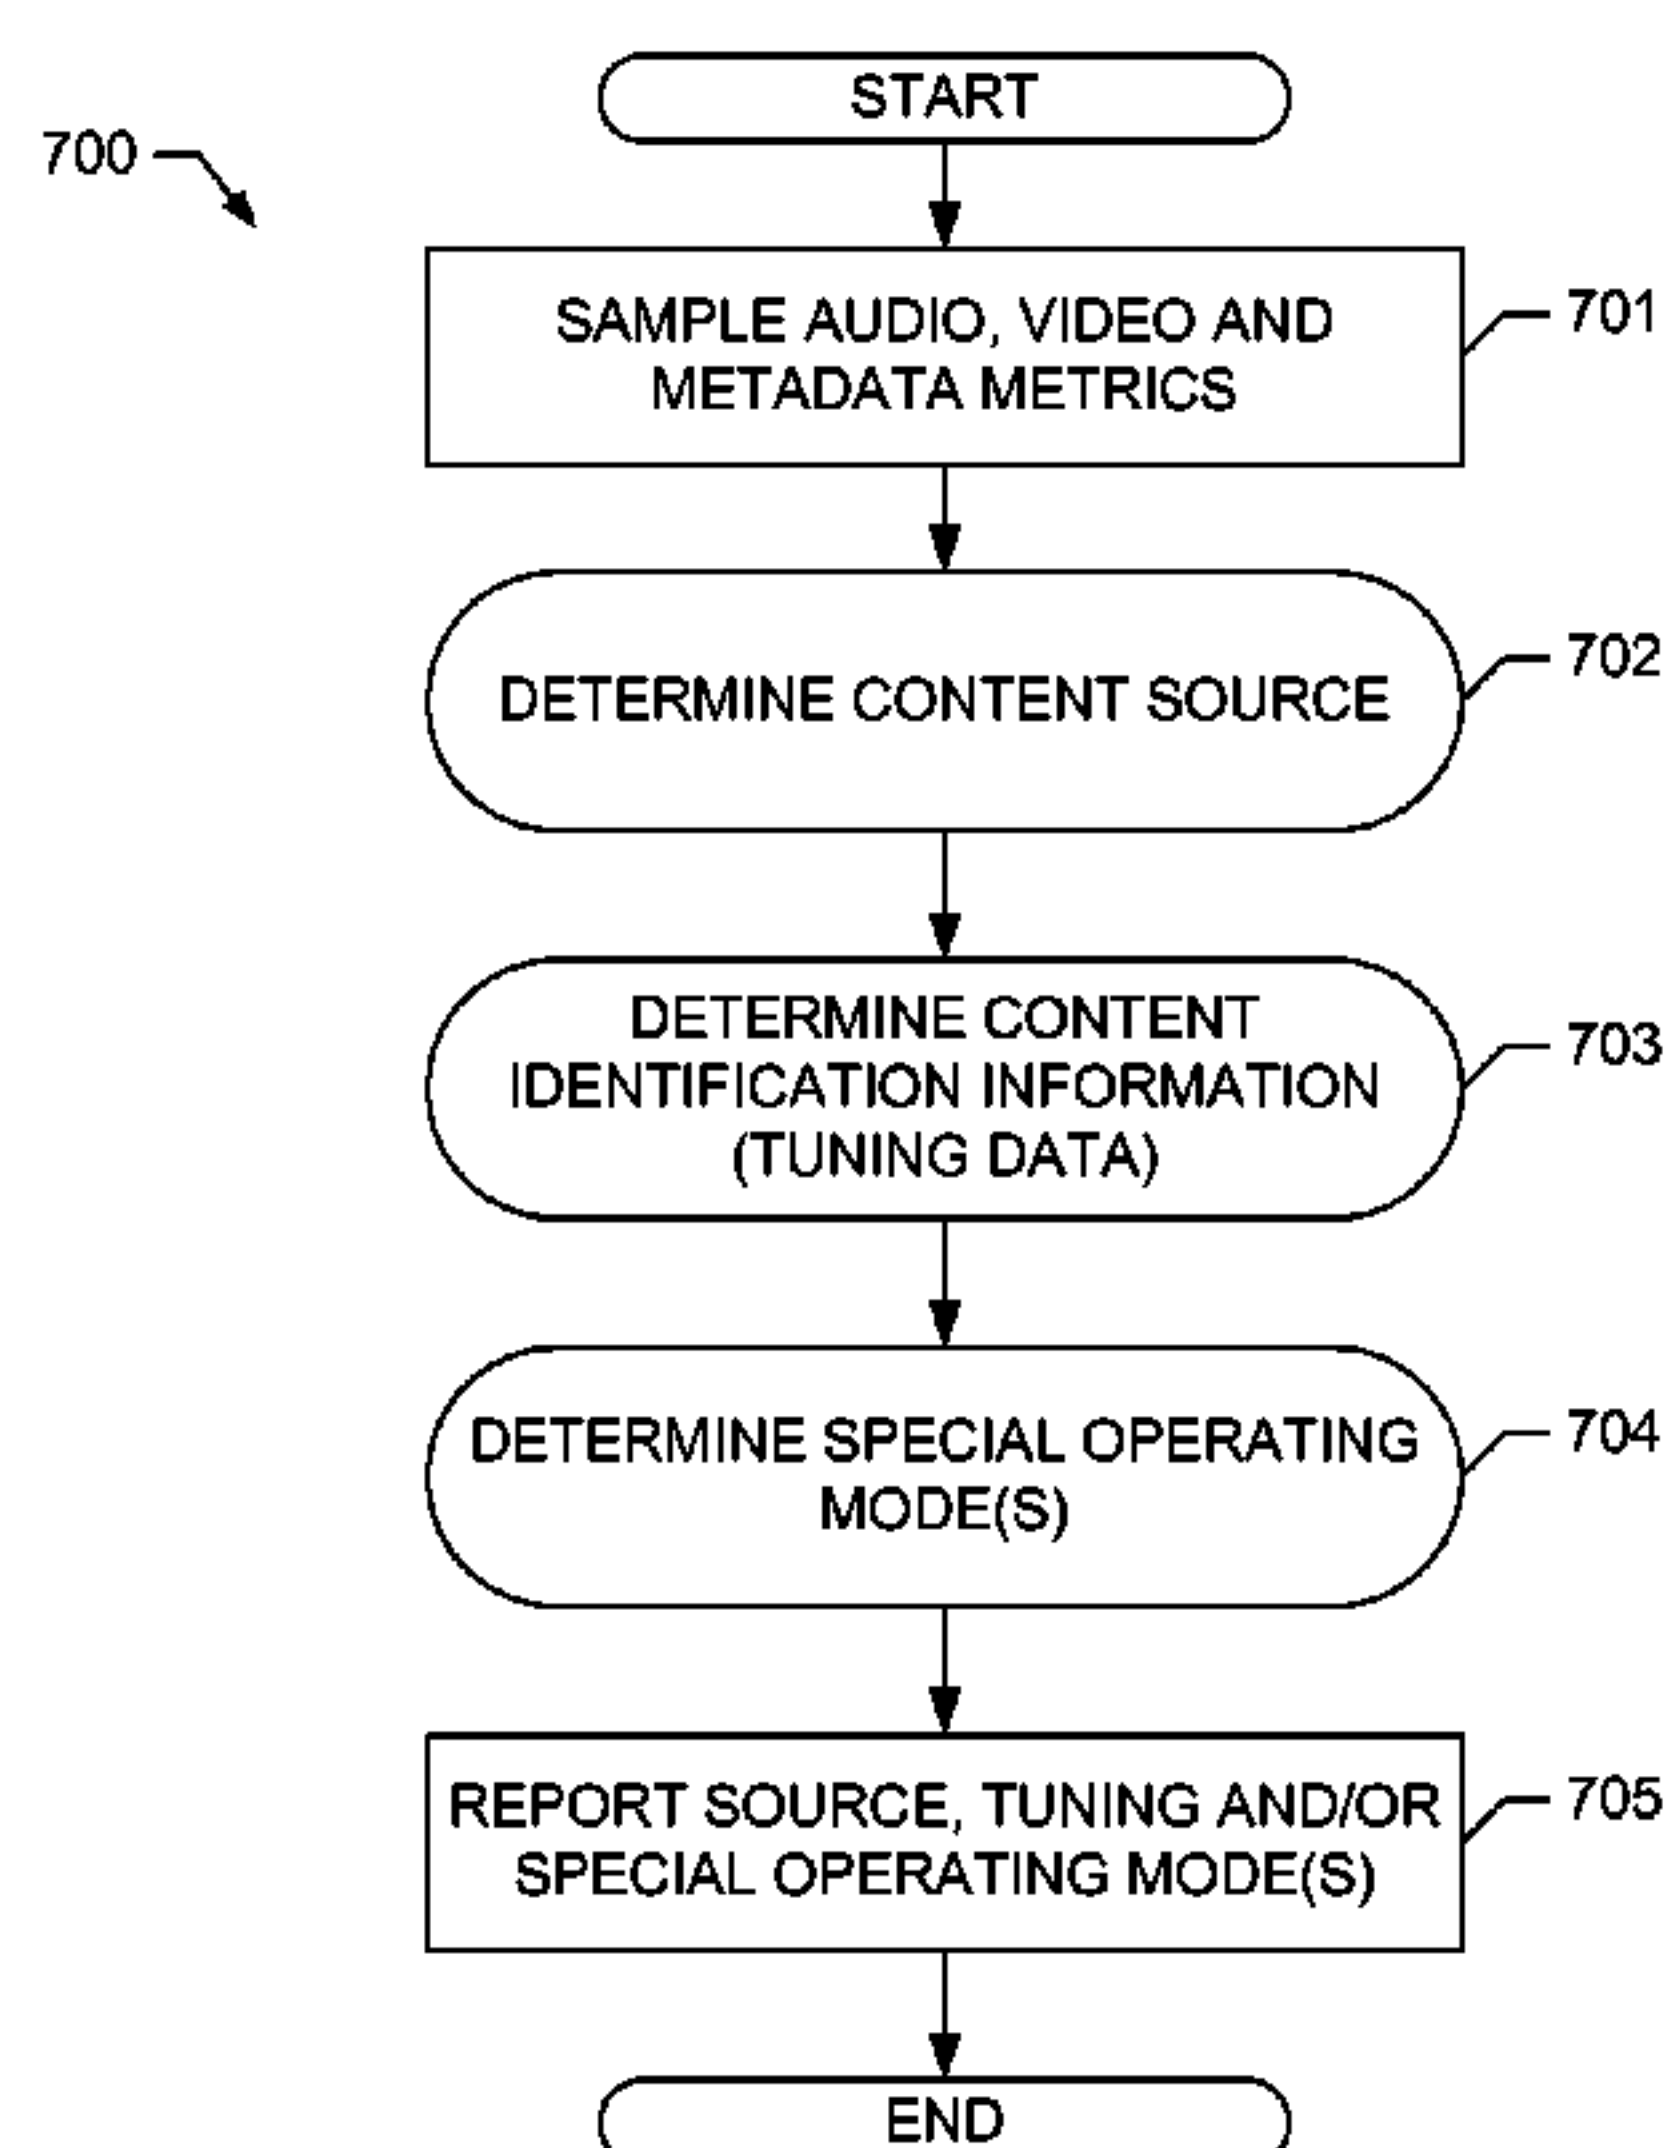 START
700
SAMPLE AUDIO, VIDEO AND
METADATA METRICS
701
DETERMINE CONTENT SOURCE
702
DETERMINE CONTENT
IDENTIFICATION INFORMATION
(TUNING DATA)
703
DETERMINE SPECIAL OPERATING
MODE(S)
704
REPORT SOURCE, TUNING AND/OR
SPECIAL OPERATING MODE(S)
705
END